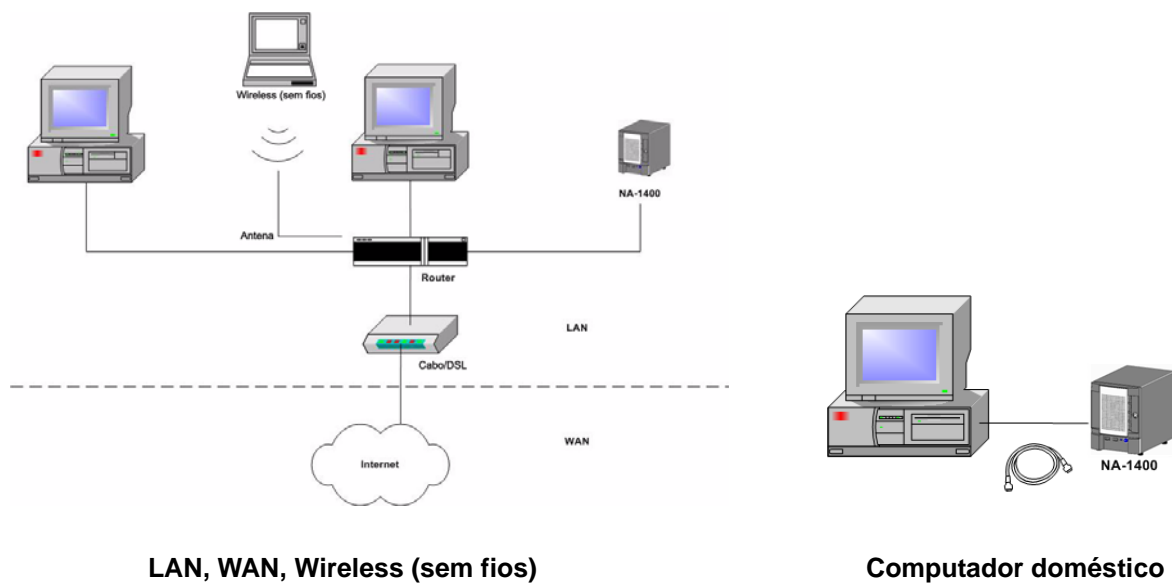 Wireless (sem fios)
NA-1400
Antena
Router
LAN
Cabo/DSL
WAN
Internet
NA-1400
LAN, WAN, Wireless (sem fios)
Computador doméstico